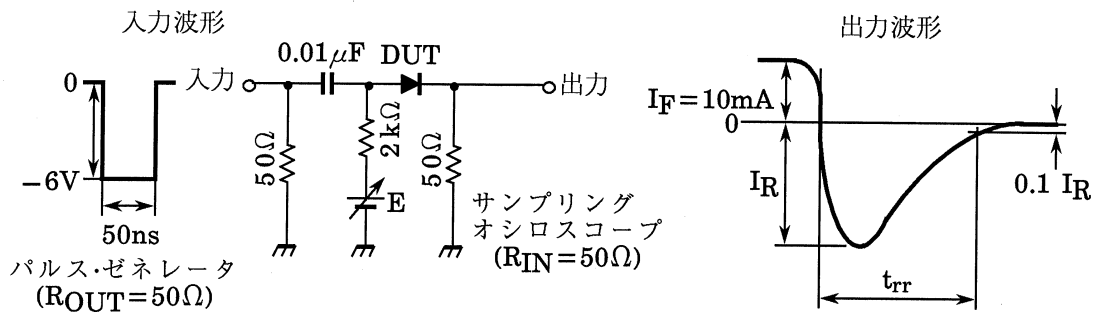 入力波形
0
−6V
50ns
パルス・ゼネレータ
(ROUT=50Ω)
入力
0.01μF
DUT
50Ω
2kΩ
E
50Ω
出力
サンプリング
オシロスコープ
(RIN=50Ω)
出力波形
IF=10mA
0
IR
0.1 IR
trr